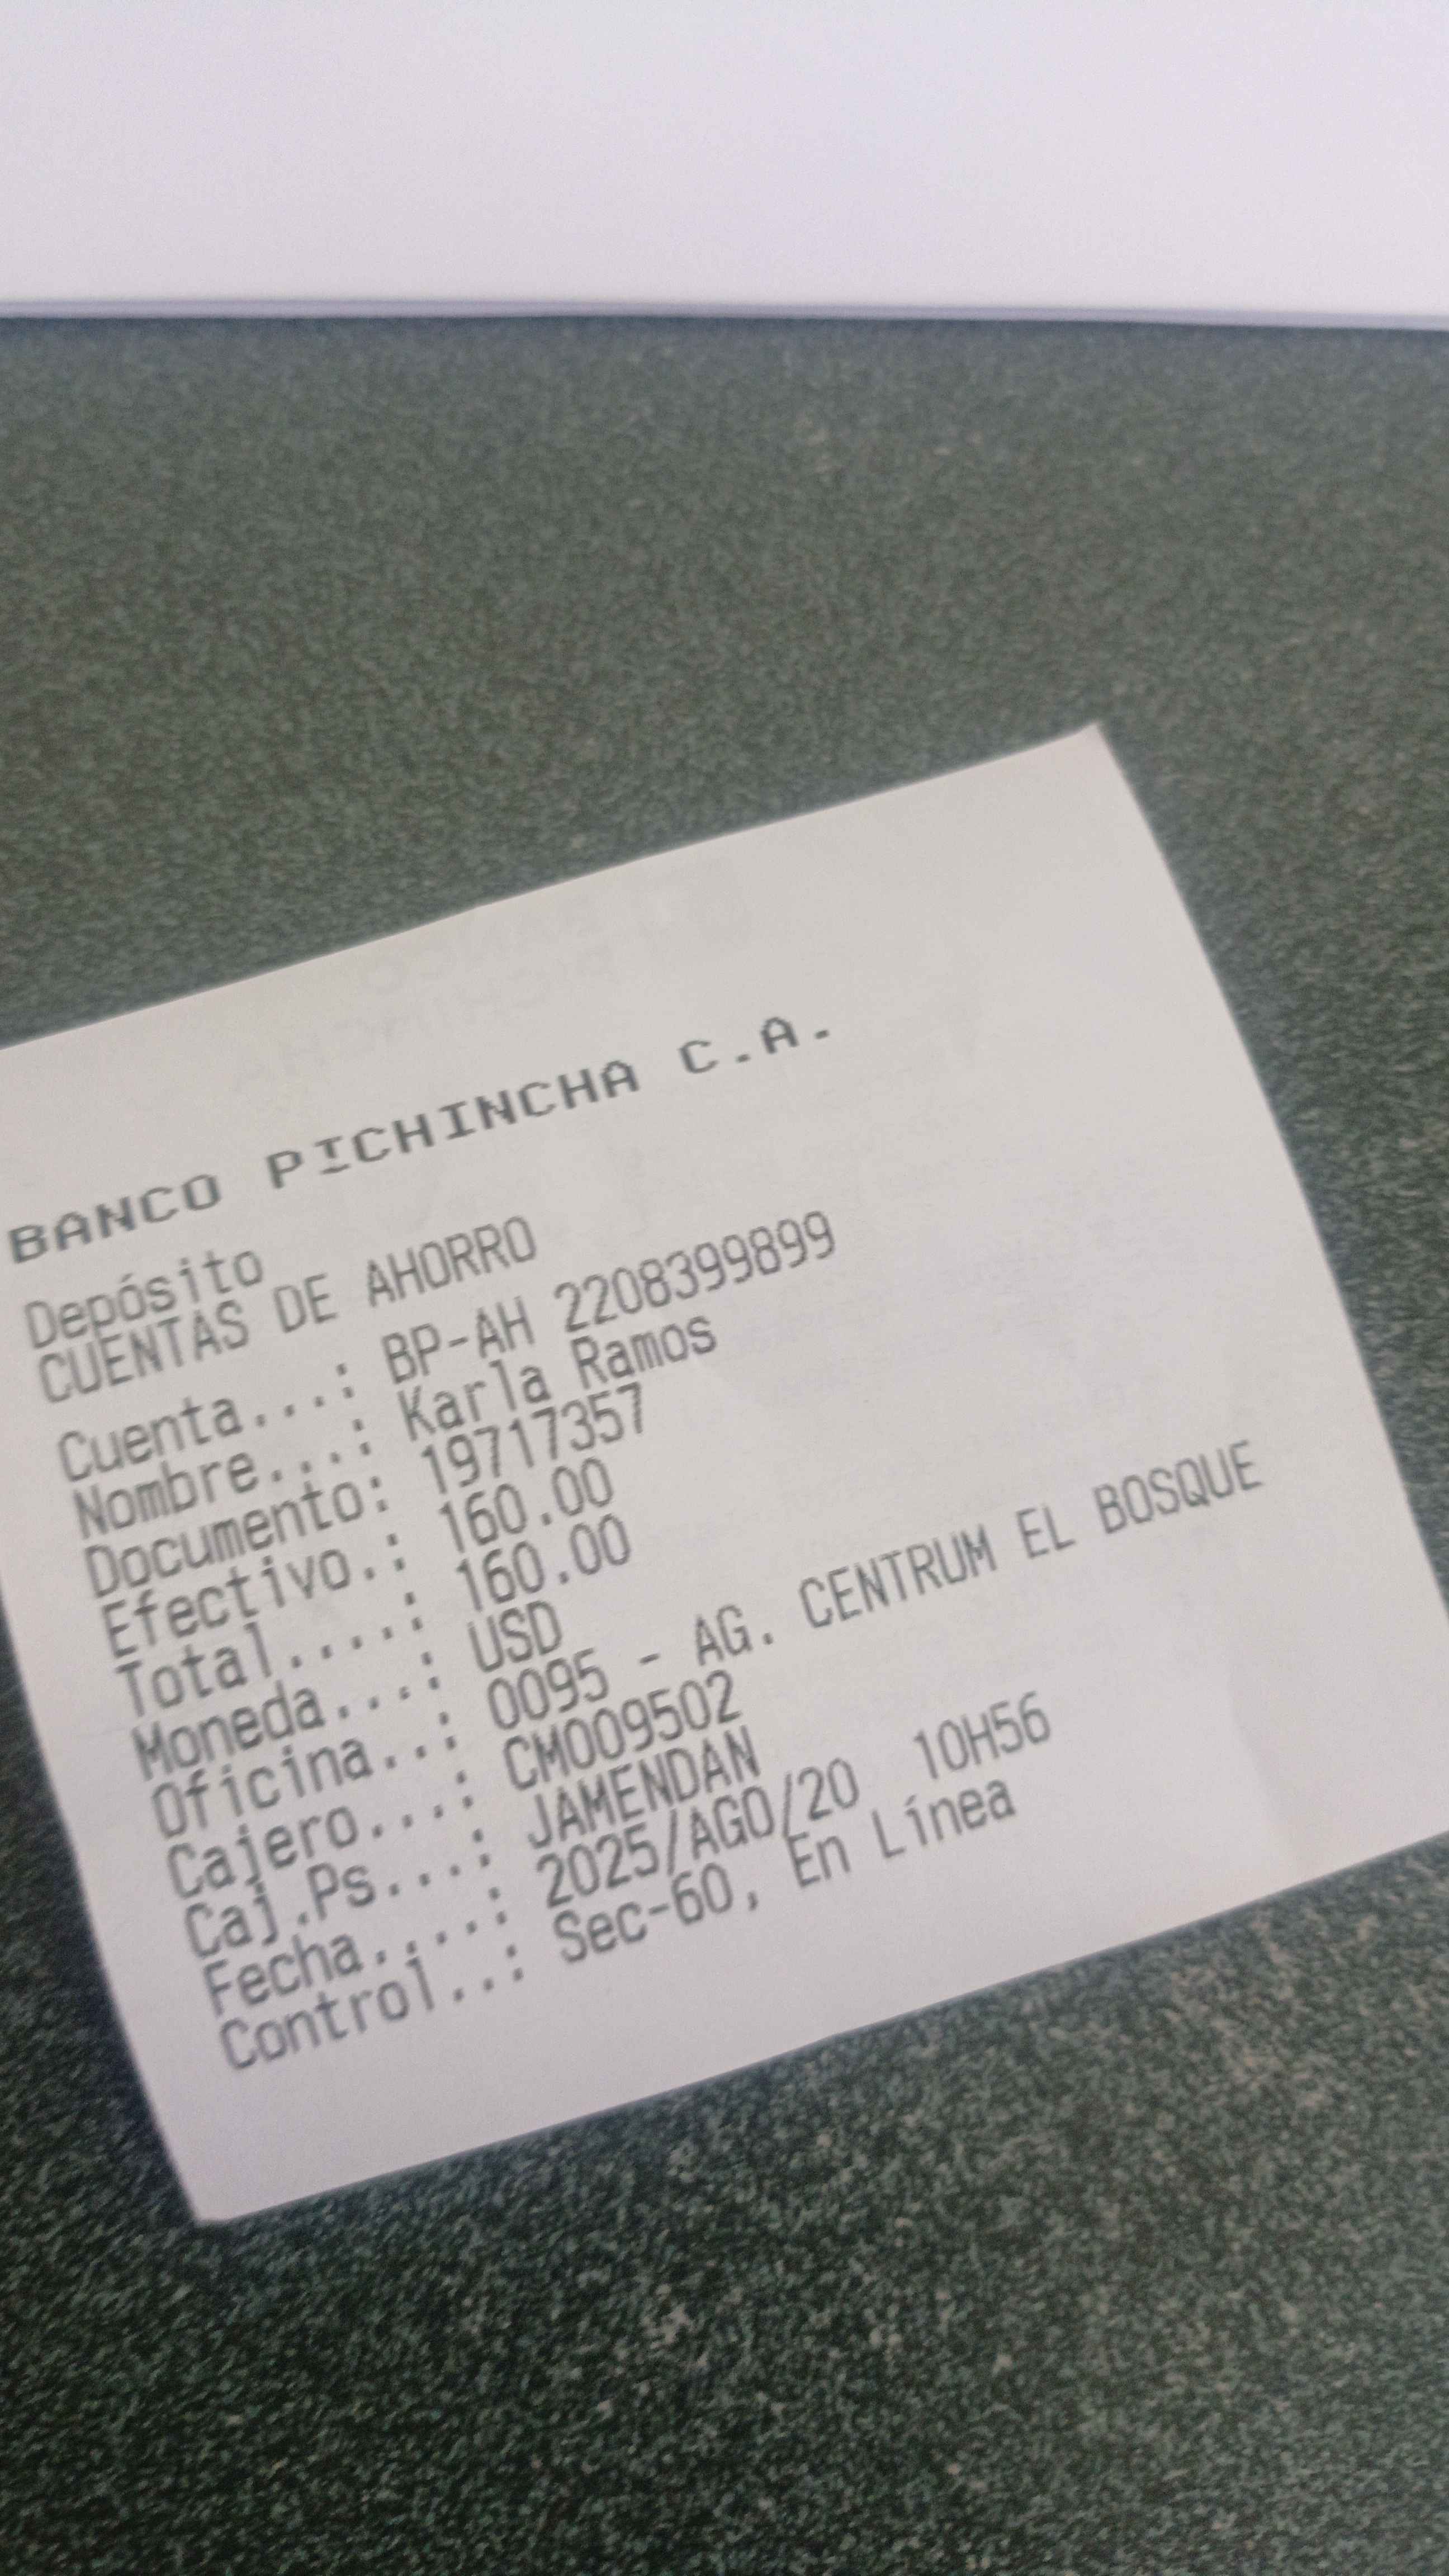 BANCO PICHINCHA C.A.
Depósito
CUENTAS DE AHORRO
Cuenta...: BP-AH 2208399899
Nombre...: Karla Ramos
Documento: 19717357
Efectivo.: 160.00
Total....: 160.00
Moneda...: USD
Oficina..: 0095 - AG. CENTRUM EL BOSQUE
Cajero...: CM009502
Caj.Ps...: JAMENDAN
Fecha....: 2025/AGO/20 10H56
Control..: Sec-60, En Línea